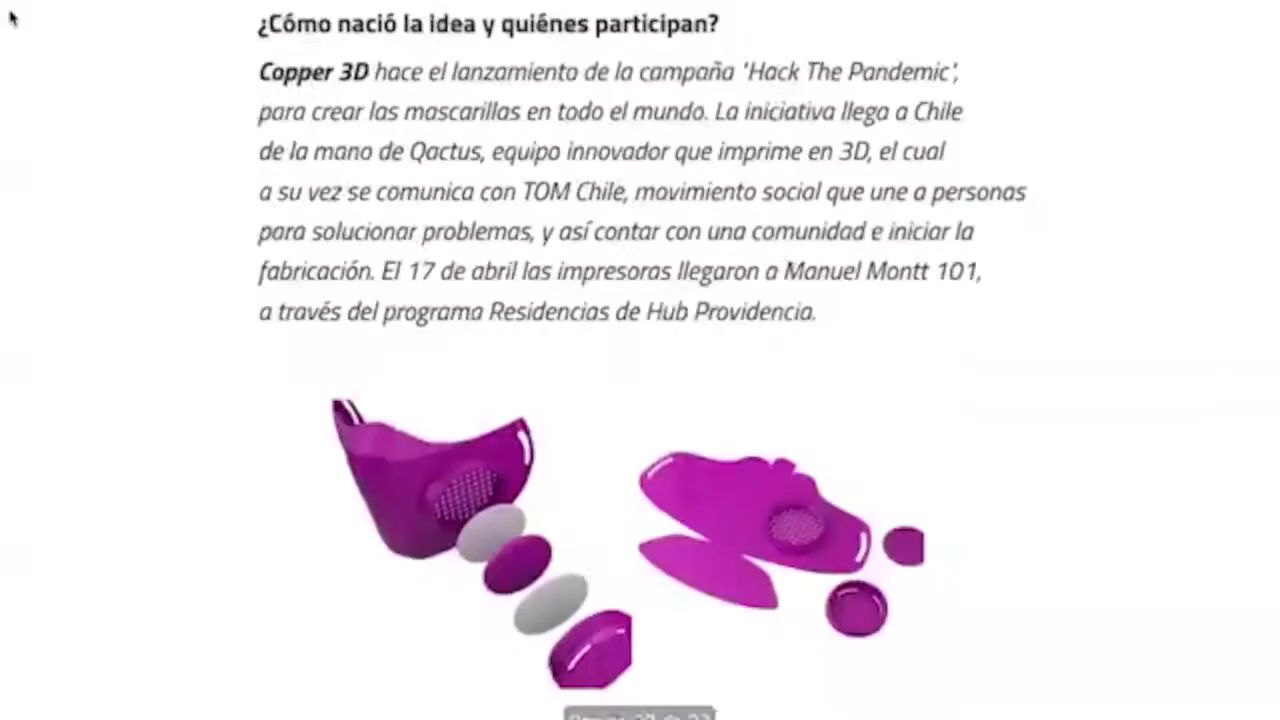 ¿Cómo nació la idea y quiénes participan?
Copper 3D hace el lanzamiento de la campaña 'Hack The Pandemic',
para crear las mascarillas en todo el mundo. La iniciativa llega a Chile
de la mano de Qactus, equipo innovador que imprime en 3D, el cual
a su vez se comunica con TOM Chile, movimiento social que une a personas
para solucionar problemas, y así contar con una comunidad e iniciar la
fabricación. El 17 de abril las impresoras llegaron a Manuel Montt 101,
a través del programa Residencias de Hub Providencia.